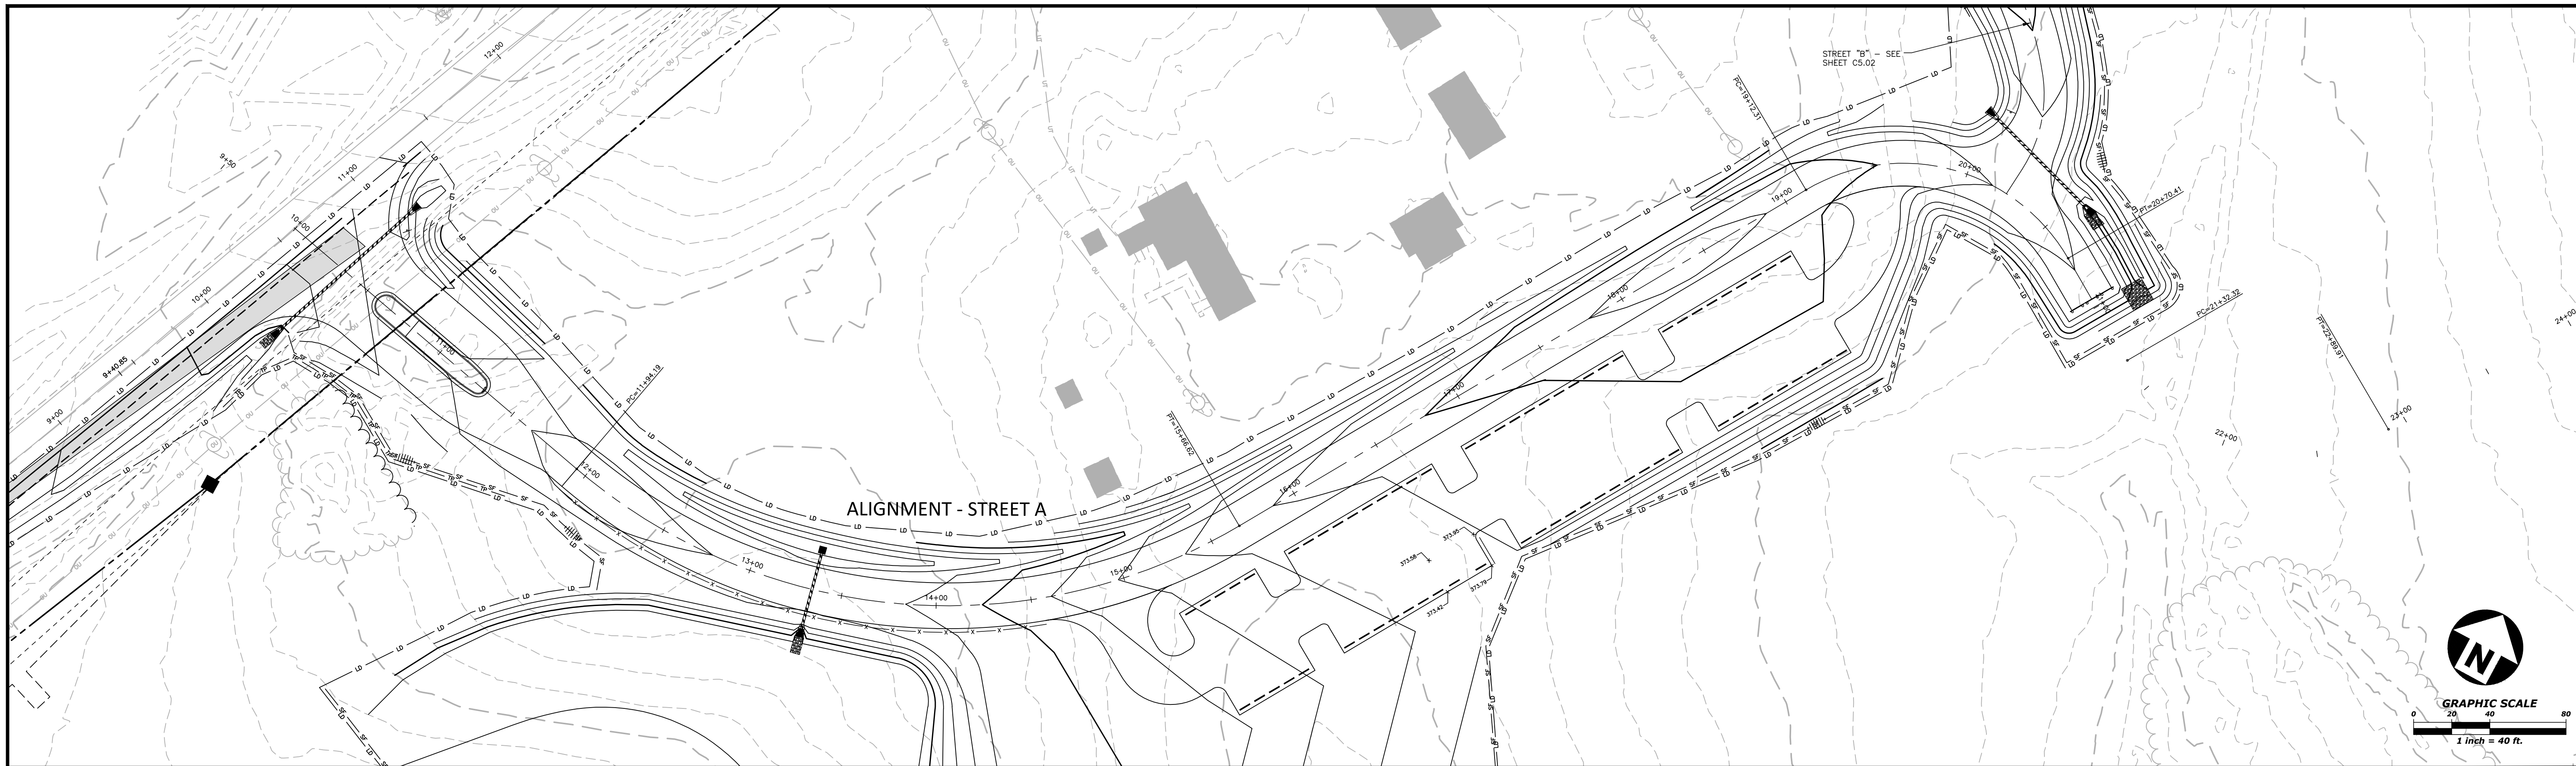 STREET "B" - SEE
SHEET C5.02
12+00
9+50
11+00
10+00
10+00
9+40.85
9+00
11+00
PC=11+94.19
12+00
ALIGNMENT - STREET A
13+00
14+00
15+00
PT=15+66.62
16+00
17+00
18+00
19+00
PC=19+12.31
20+00
PT=20+70.41
PC=21+32.32
PT=22+89.91
22+00
23+00
24+00
373.95
373.58
373.79
373.42
N
GRAPHIC SCALE
0 20 40 80
1 inch = 40 ft.